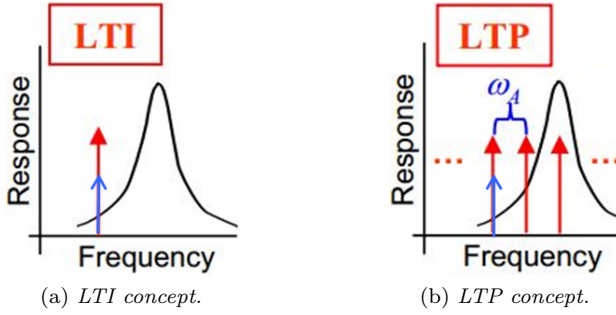 LTI
Response
Frequency
(a) LTI concept.
LTP
ω_A
Response
...
...
Frequency
(b) LTP concept.